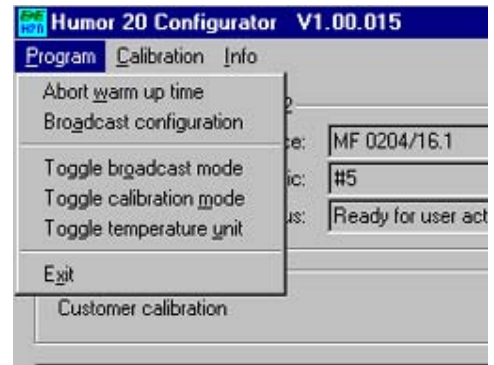 Humor 20 Configurator V1.00.015
Program Calibration Info
Abort warm up time
Broadcast configuration
MF 0204/16.1
Toggle broadcast mode
#5
Toggle calibration mode
Ready for user act
Toggle temperature unit
Exit
Customer calibration